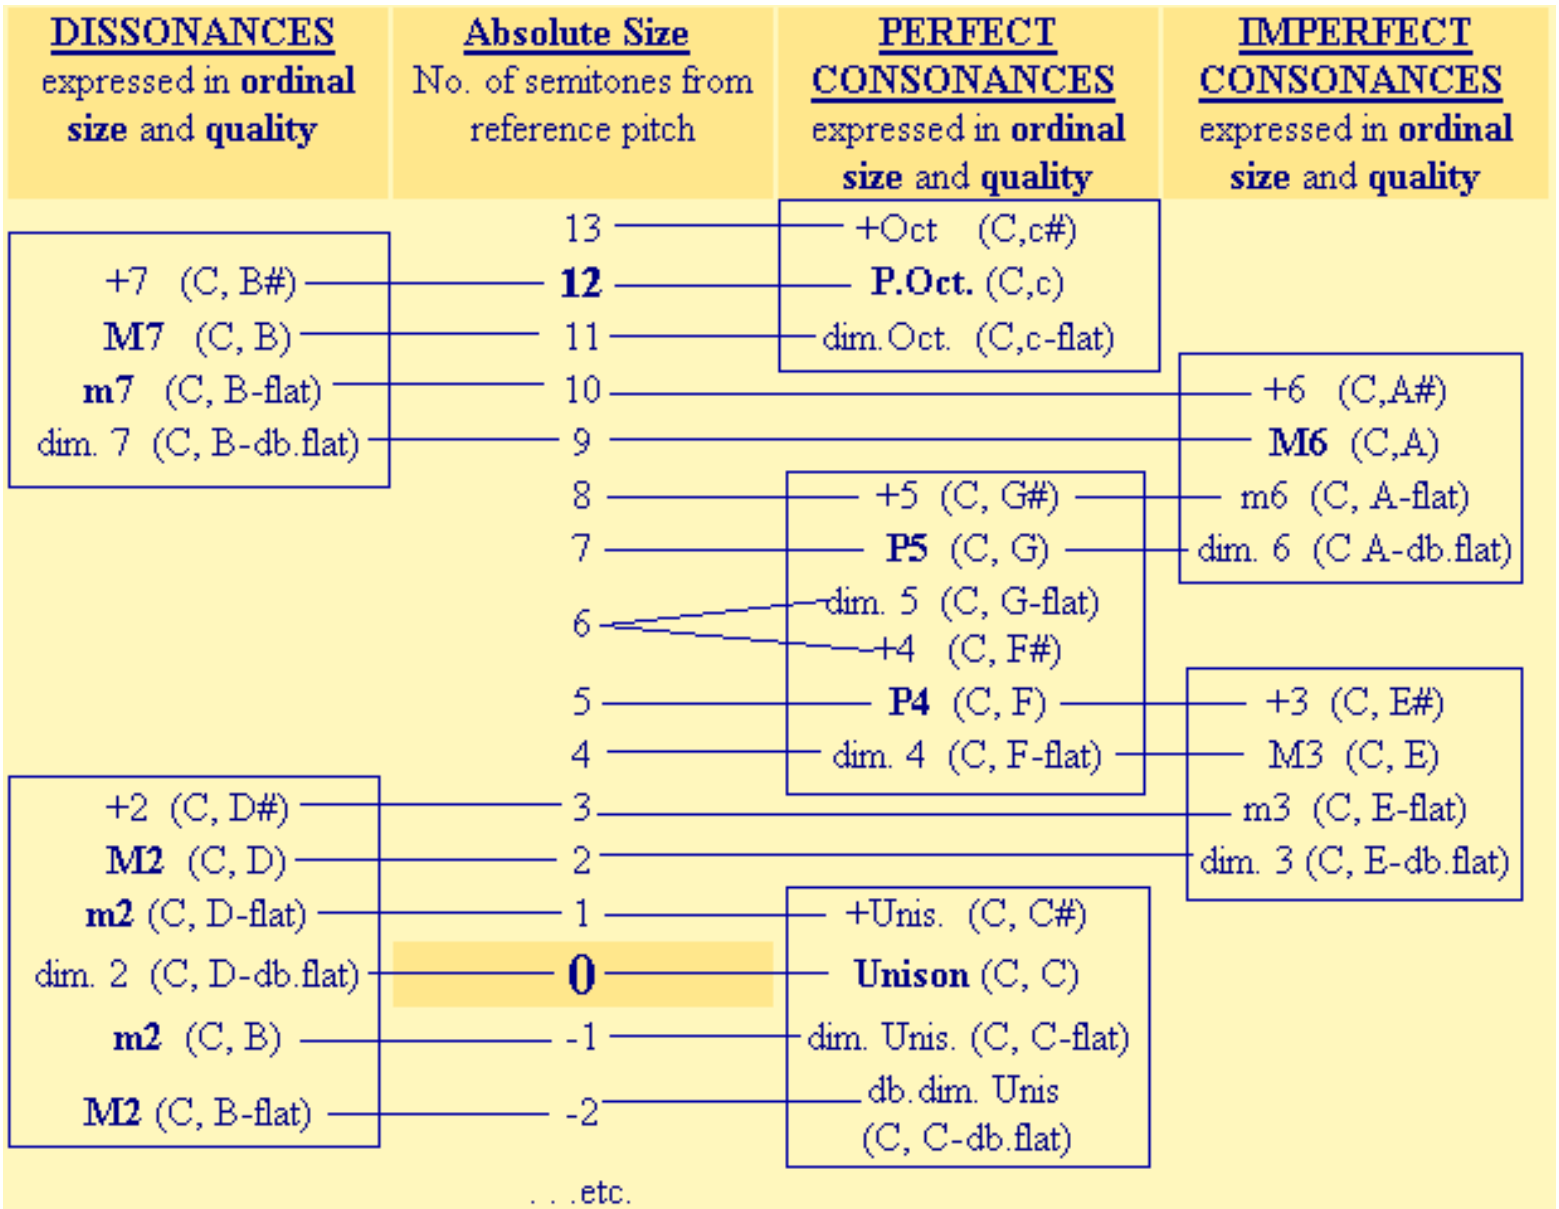 DISSONANCES
expressed in ordinal
size and quality
Absolute Size
No. of semitones from
reference pitch
PERFECT
CONSONANCES
expressed in ordinal
size and quality
IMPERFECT
CONSONANCES
expressed in ordinal
size and quality
13 +Oct (C,c#)
+7 (C, B#) 12 P.Oct. (C,c)
M7 (C, B) 11 dim.Oct. (C,c-flat)
m7 (C, B-flat) 10 +6 (C,A#)
dim. 7 (C, B-db.flat) 9 M6 (C,A)
8 +5 (C, G#) m6 (C, A-flat)
7 P5 (C, G) dim. 6 (C A-db.flat)
dim. 5 (C, G-flat)
6
+4 (C, F#)
5 P4 (C, F) +3 (C, E#)
4 dim. 4 (C, F-flat) M3 (C, E)
+2 (C, D#) 3 m3 (C, E-flat)
M2 (C, D) 2 dim. 3 (C, E-db.flat)
m2 (C, D-flat) 1 +Unis. (C, C#)
dim. 2 (C, D-db.flat) 0 Unison (C, C)
m2 (C, B) -1 dim. Unis. (C, C-flat)
M2 (C, B-flat) -2 db.dim. Unis
(C, C-db.flat)
. . .etc.